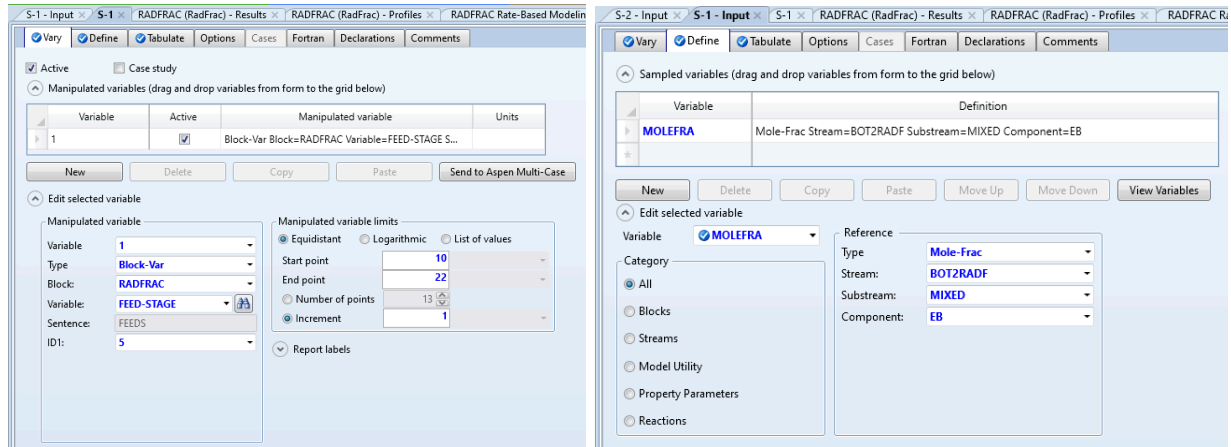 S-1 - Input × S-1 × RADFRAC (RadFrac) - Results × RADFRAC (RadFrac) - Profiles × RADFRAC Rate-Based Modelin
Vary Define Tabulate Options Cases Fortran Declarations Comments
Active Case study
Manipulated variables (drag and drop variables from form to the grid below)
Variable Active Manipulated variable Units
1 Block-Var Block=RADFRAC Variable=FEED-STAGE S...
New Delete Copy Paste Send to Aspen Multi-Case
Edit selected variable
Manipulated variable
Variable 1
Type Block-Var
Block: RADFRAC
Variable: FEED-STAGE
Sentence: FEEDS
ID1: 5
Manipulated variable limits
Equidistant Logarithmic List of values
Start point 10
End point 22
Number of points 13
Increment 1
Report labels
S-2 - Input × S-1 - Input × S-1 × RADFRAC (RadFrac) - Results × RADFRAC (RadFrac) - Profiles × RADFRAC R
Vary Define Tabulate Options Cases Fortran Declarations Comments
Sampled variables (drag and drop variables from form to the grid below)
Variable Definition
MOLEFRA Mole-Frac Stream=BOT2RADF Substream=MIXED Component=EB
New Delete Copy Paste Move Up Move Down View Variables
Edit selected variable
Variable MOLEFRA
Category
All
Blocks
Streams
Model Utility
Property Parameters
Reactions
Reference
Type Mole-Frac
Stream: BOT2RADF
Substream: MIXED
Component: EB